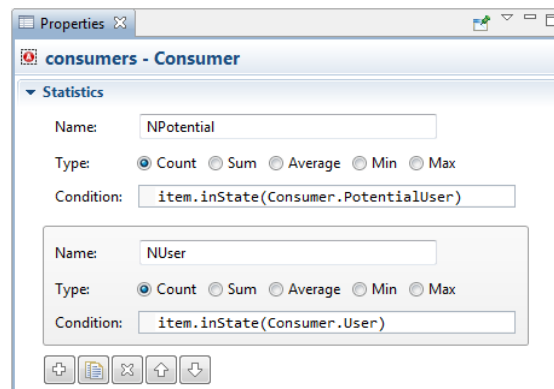 Properties
consumers - Consumer
Statistics
Name: NPotential
Type: Count Sum Average Min Max
Condition: item.inState(Consumer.PotentialUser)
Name: NUser
Type: Count Sum Average Min Max
Condition: item.inState(Consumer.User)